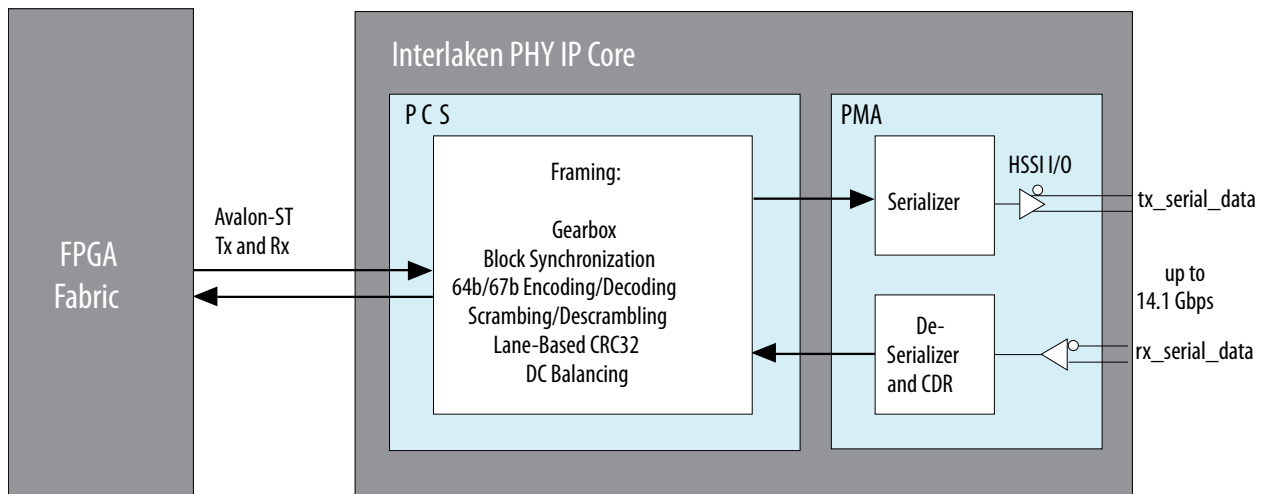 Interlaken PHY IP Core
P C S
PMA
Framing:
Gearbox
Block Synchronization
64b/67b Encoding/Decoding
Scrambing/Descrambling
Lane-Based CRC32
DC Balancing
Avalon-ST
Tx and Rx
FPGA
Fabric
Serializer
HSSI I/O
tx_serial_data
up to
14.1 Gbps
De-
Serializer
and CDR
rx_serial_data